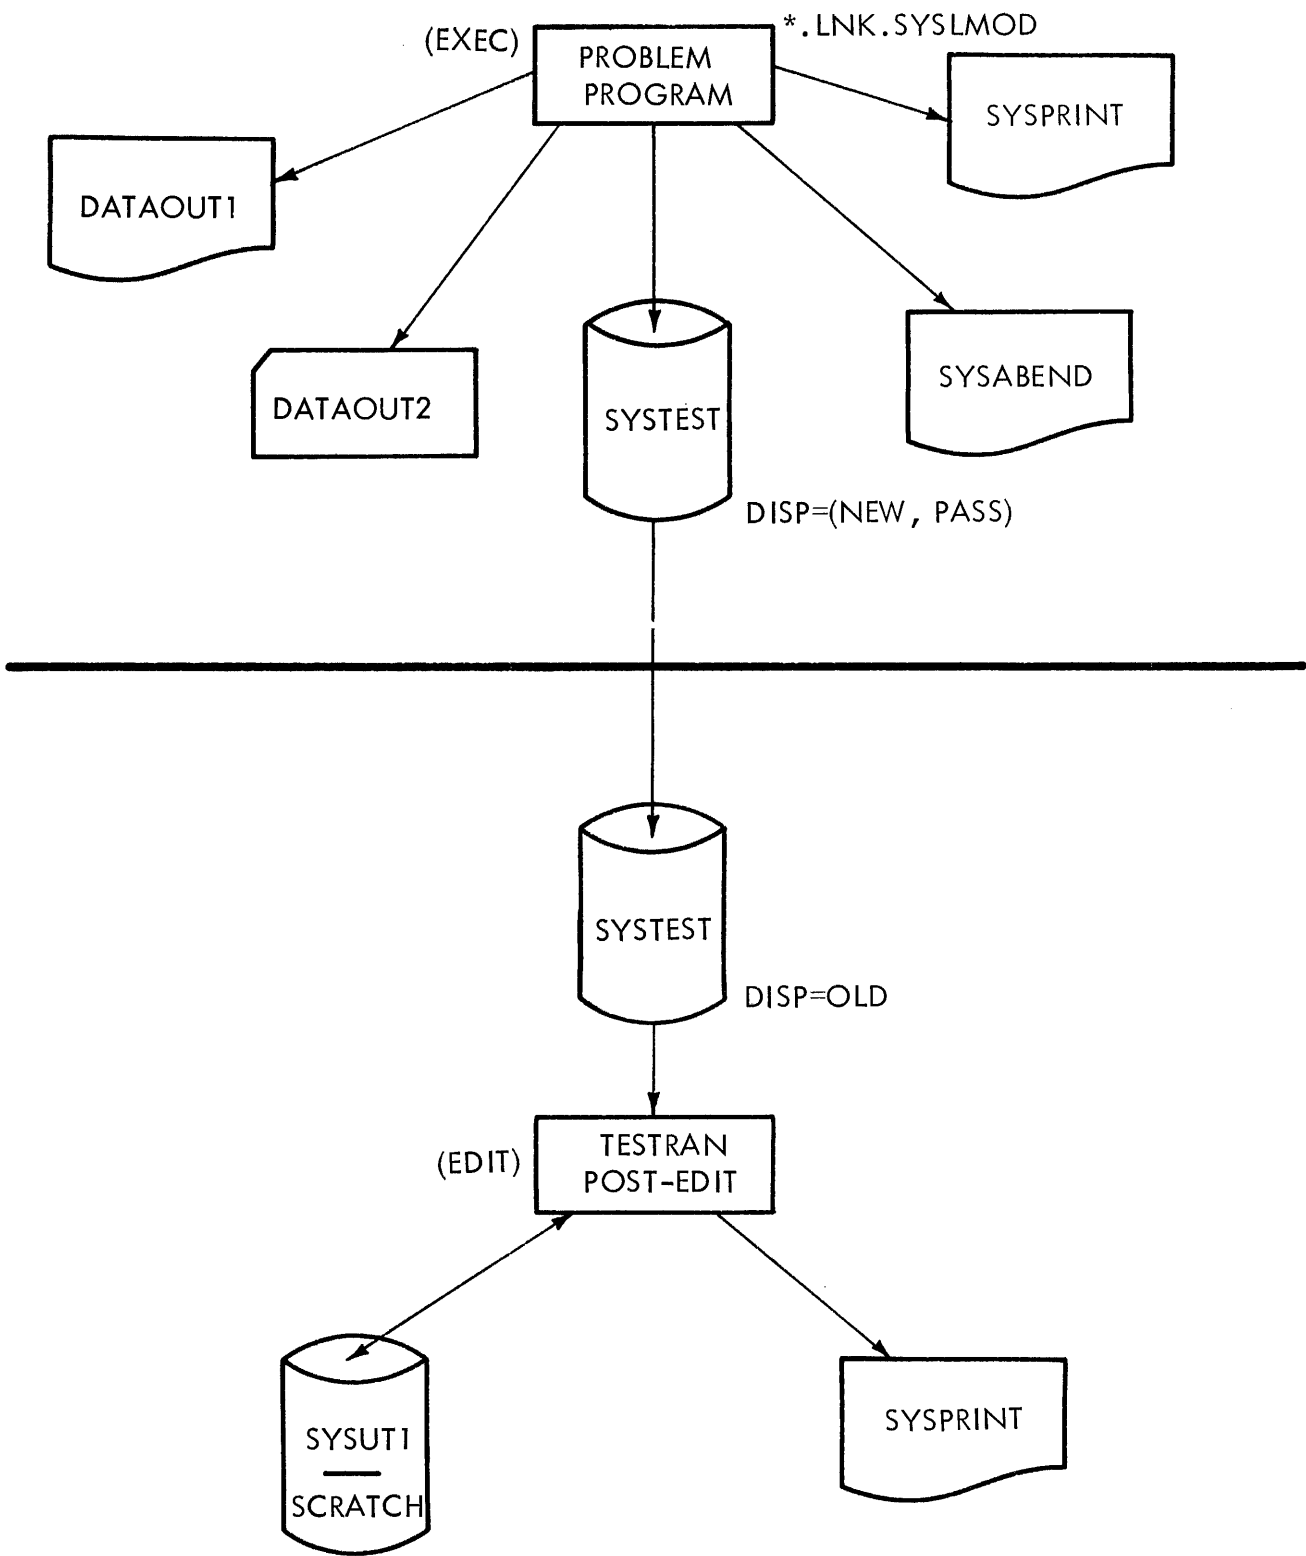 *.LNK.SYSLMOD
(EXEC)
PROBLEM
PROGRAM
SYSPRINT
DATAOUT1
SYSABEND
DATAOUT2
SYSTEST
DISP=(NEW, PASS)
SYSTEST
DISP=OLD
(EDIT)
TESTRAN
POST-EDIT
SYSPRINT
SYSUT1
SCRATCH